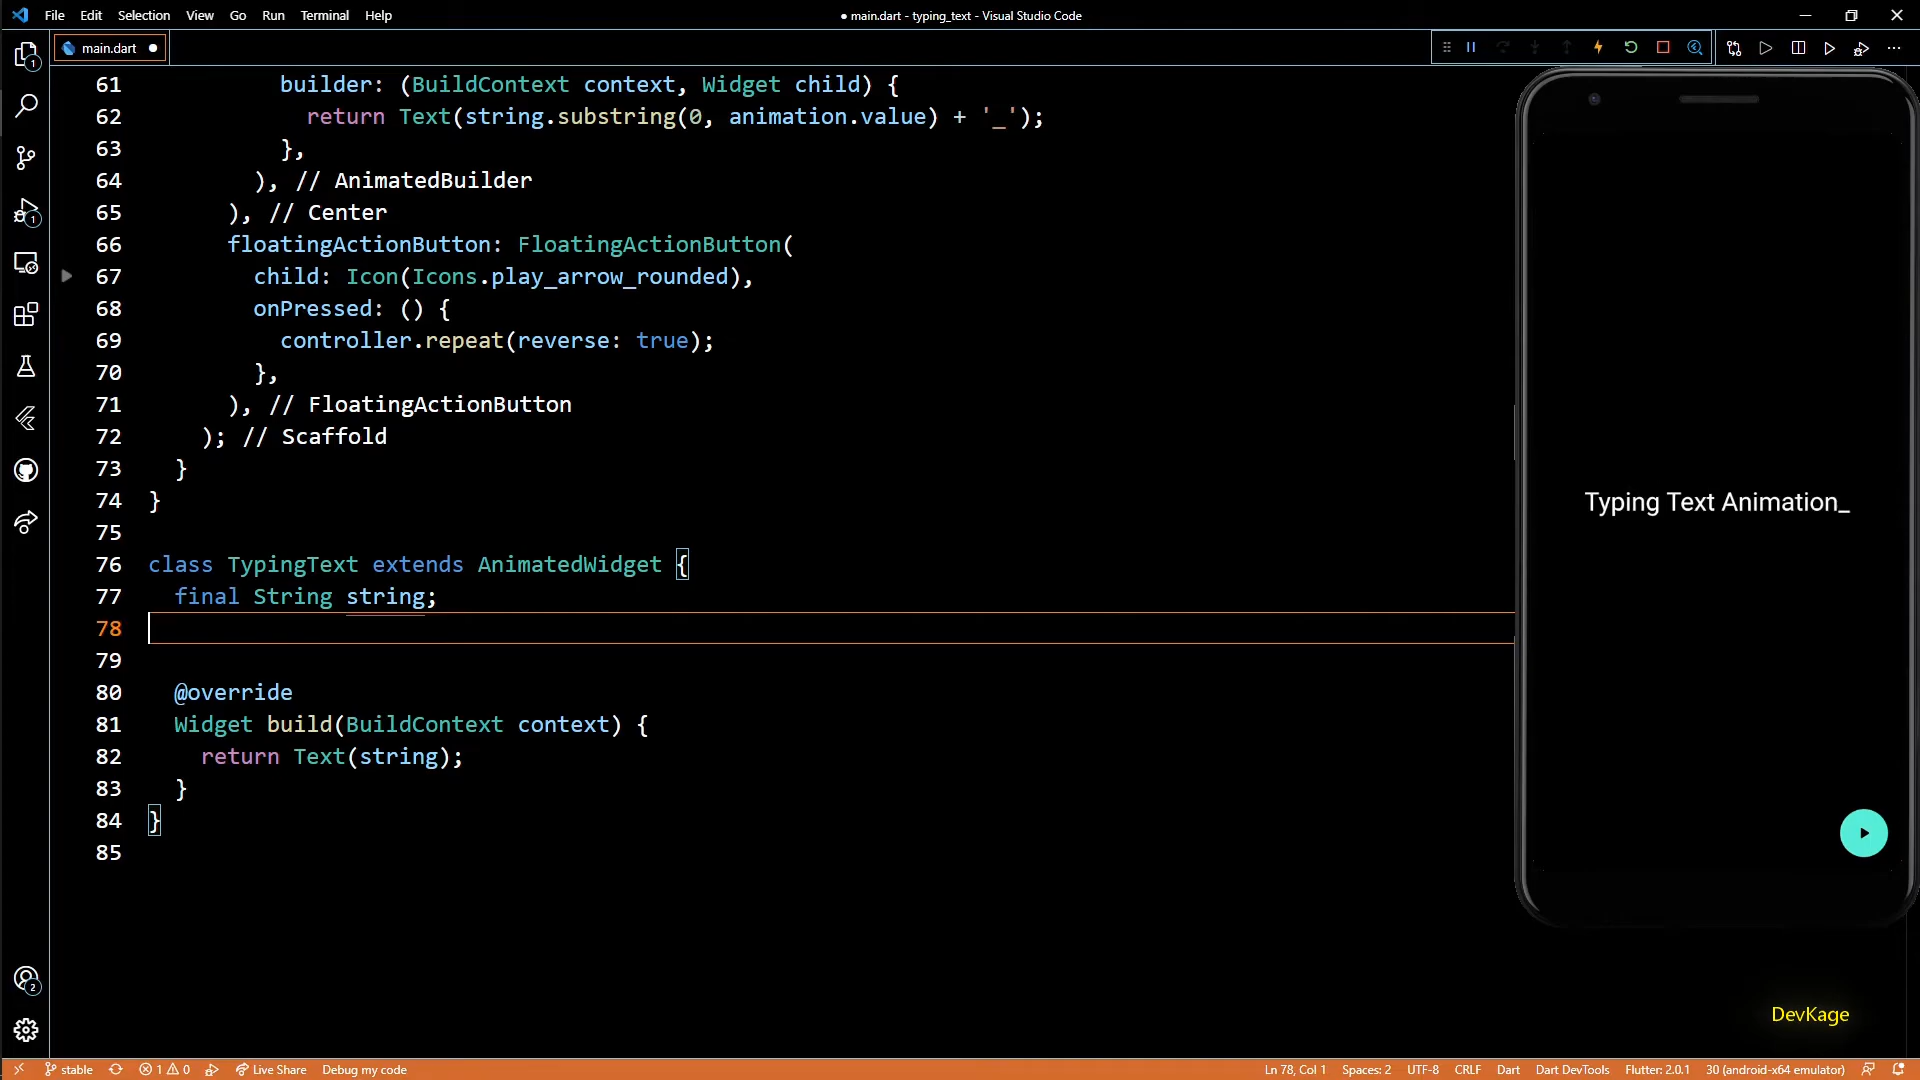 File Edit Selection View Go Run Terminal Help
● main.dart - typing_text - Visual Studio Code
main.dart
61 builder: (BuildContext context, Widget child) {
62 return Text(string.substring(0, animation.value) + '_');
63 },
64 ), // AnimatedBuilder
65 ), // Center
66 floatingActionButton: FloatingActionButton(
67 child: Icon(Icons.play_arrow_rounded),
68 onPressed: () {
69 controller.repeat(reverse: true);
70 },
71 ), // FloatingActionButton
72 ); // Scaffold
73 }
74 }
75
76 class TypingText extends AnimatedWidget {
77 final String string;
78
79
80 @override
81 Widget build(BuildContext context) {
82 return Text(string);
83 }
84 }
85
Typing Text Animation_
1
1
2
DevKage
stable 1 0 Live Share Debug my code Ln 78, Col 1 Spaces: 2 UTF-8 CRLF Dart Dart DevTools Flutter: 2.0.1 30 (android-x64 emulator)